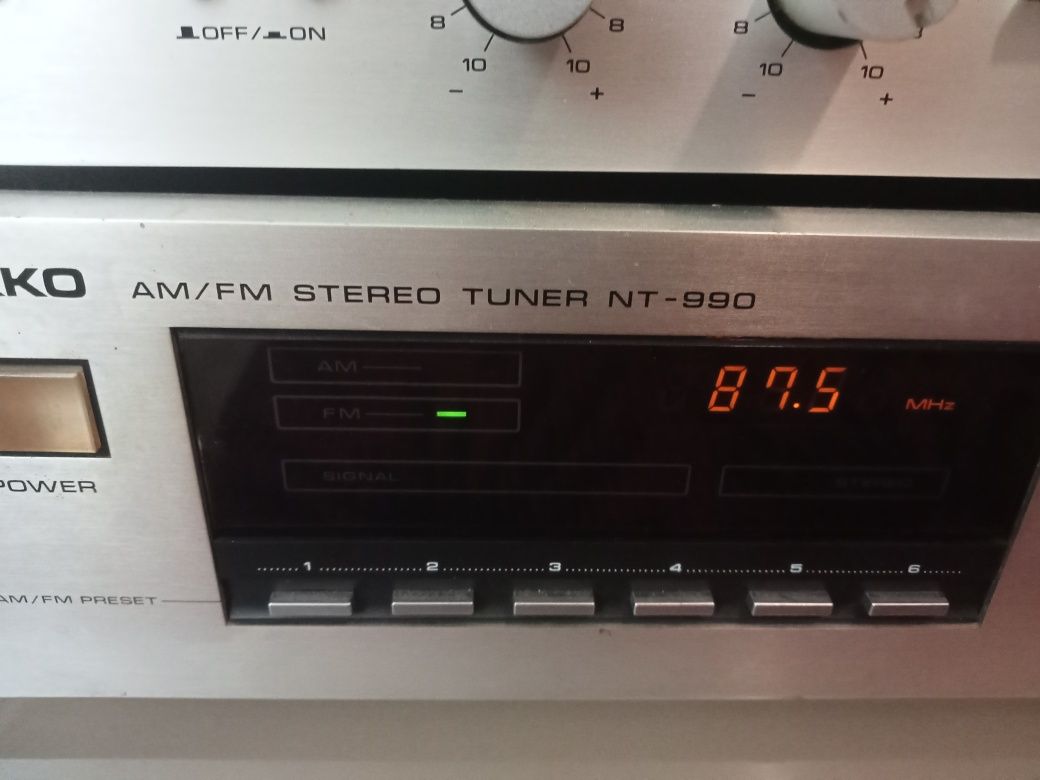 OFF/ ON
8 8 8
10 10 10 10
- + - +
KKO AM/FM STEREO TUNER NT-990
AM
87.5 MHz
FM
SIGNAL STEREO
POWER
1 2 3 4 5 6
AM/FM PRESET